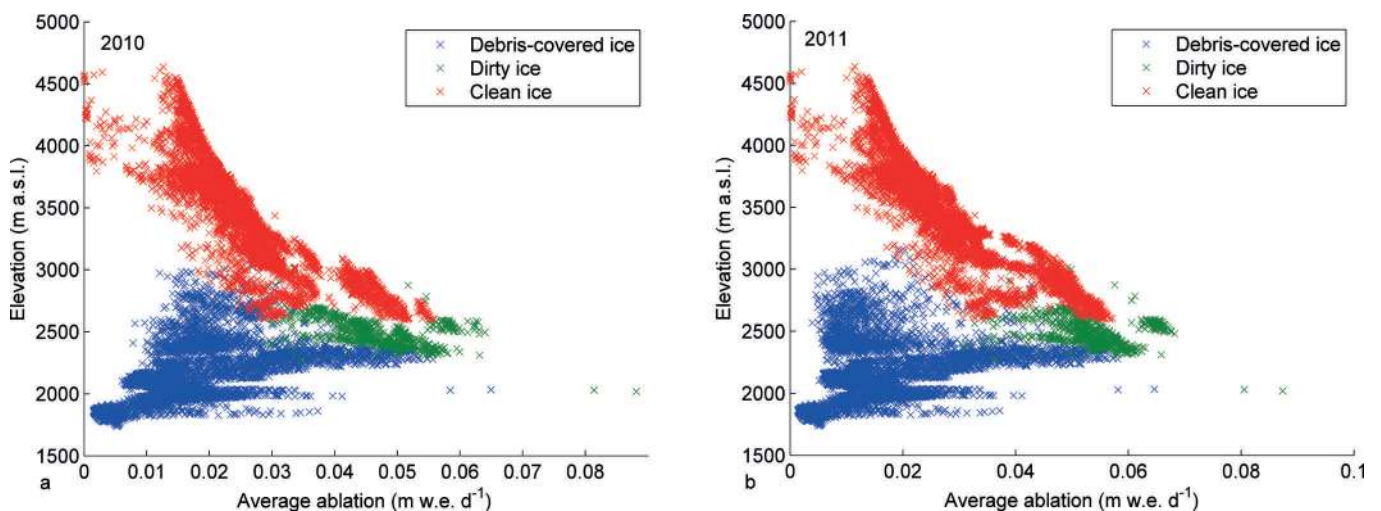 2010
Debris-covered ice
Dirty ice
Clean ice
Elevation (m a.s.l.)
5000
4500
4000
3500
3000
2500
2000
1500
0 0.01 0.02 0.03 0.04 0.05 0.06 0.07 0.08
Average ablation (m w.e. d⁻¹)
a
2011
Debris-covered ice
Dirty ice
Clean ice
Elevation (m a.s.l.)
5000
4500
4000
3500
3000
2500
2000
1500
0 0.02 0.04 0.06 0.08 0.1
Average ablation (m w.e. d⁻¹)
b